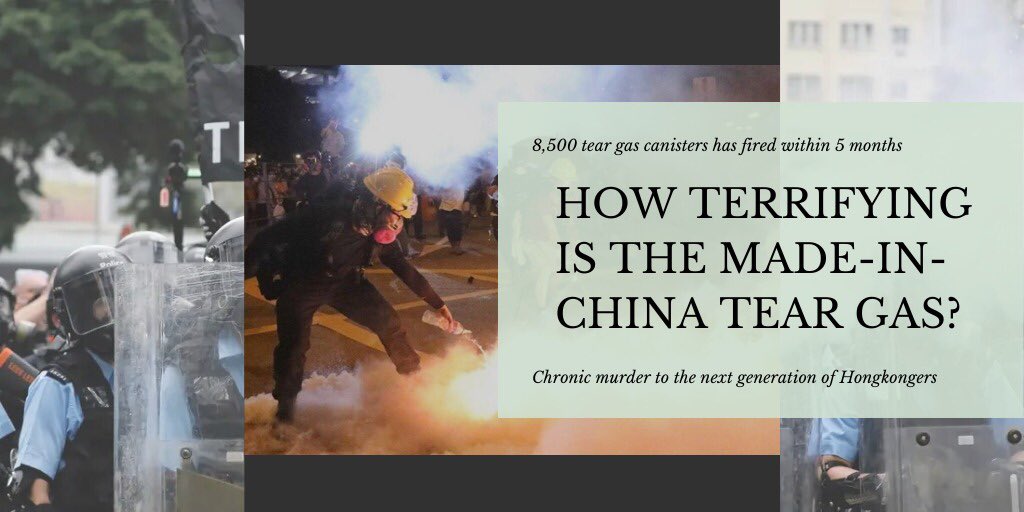 8,500 tear gas canisters has fired within 5 months
HOW TERRIFYING
IS THE MADE-IN-
CHINA TEAR GAS?
Chronic murder to the next generation of Hongkongers
T
Police